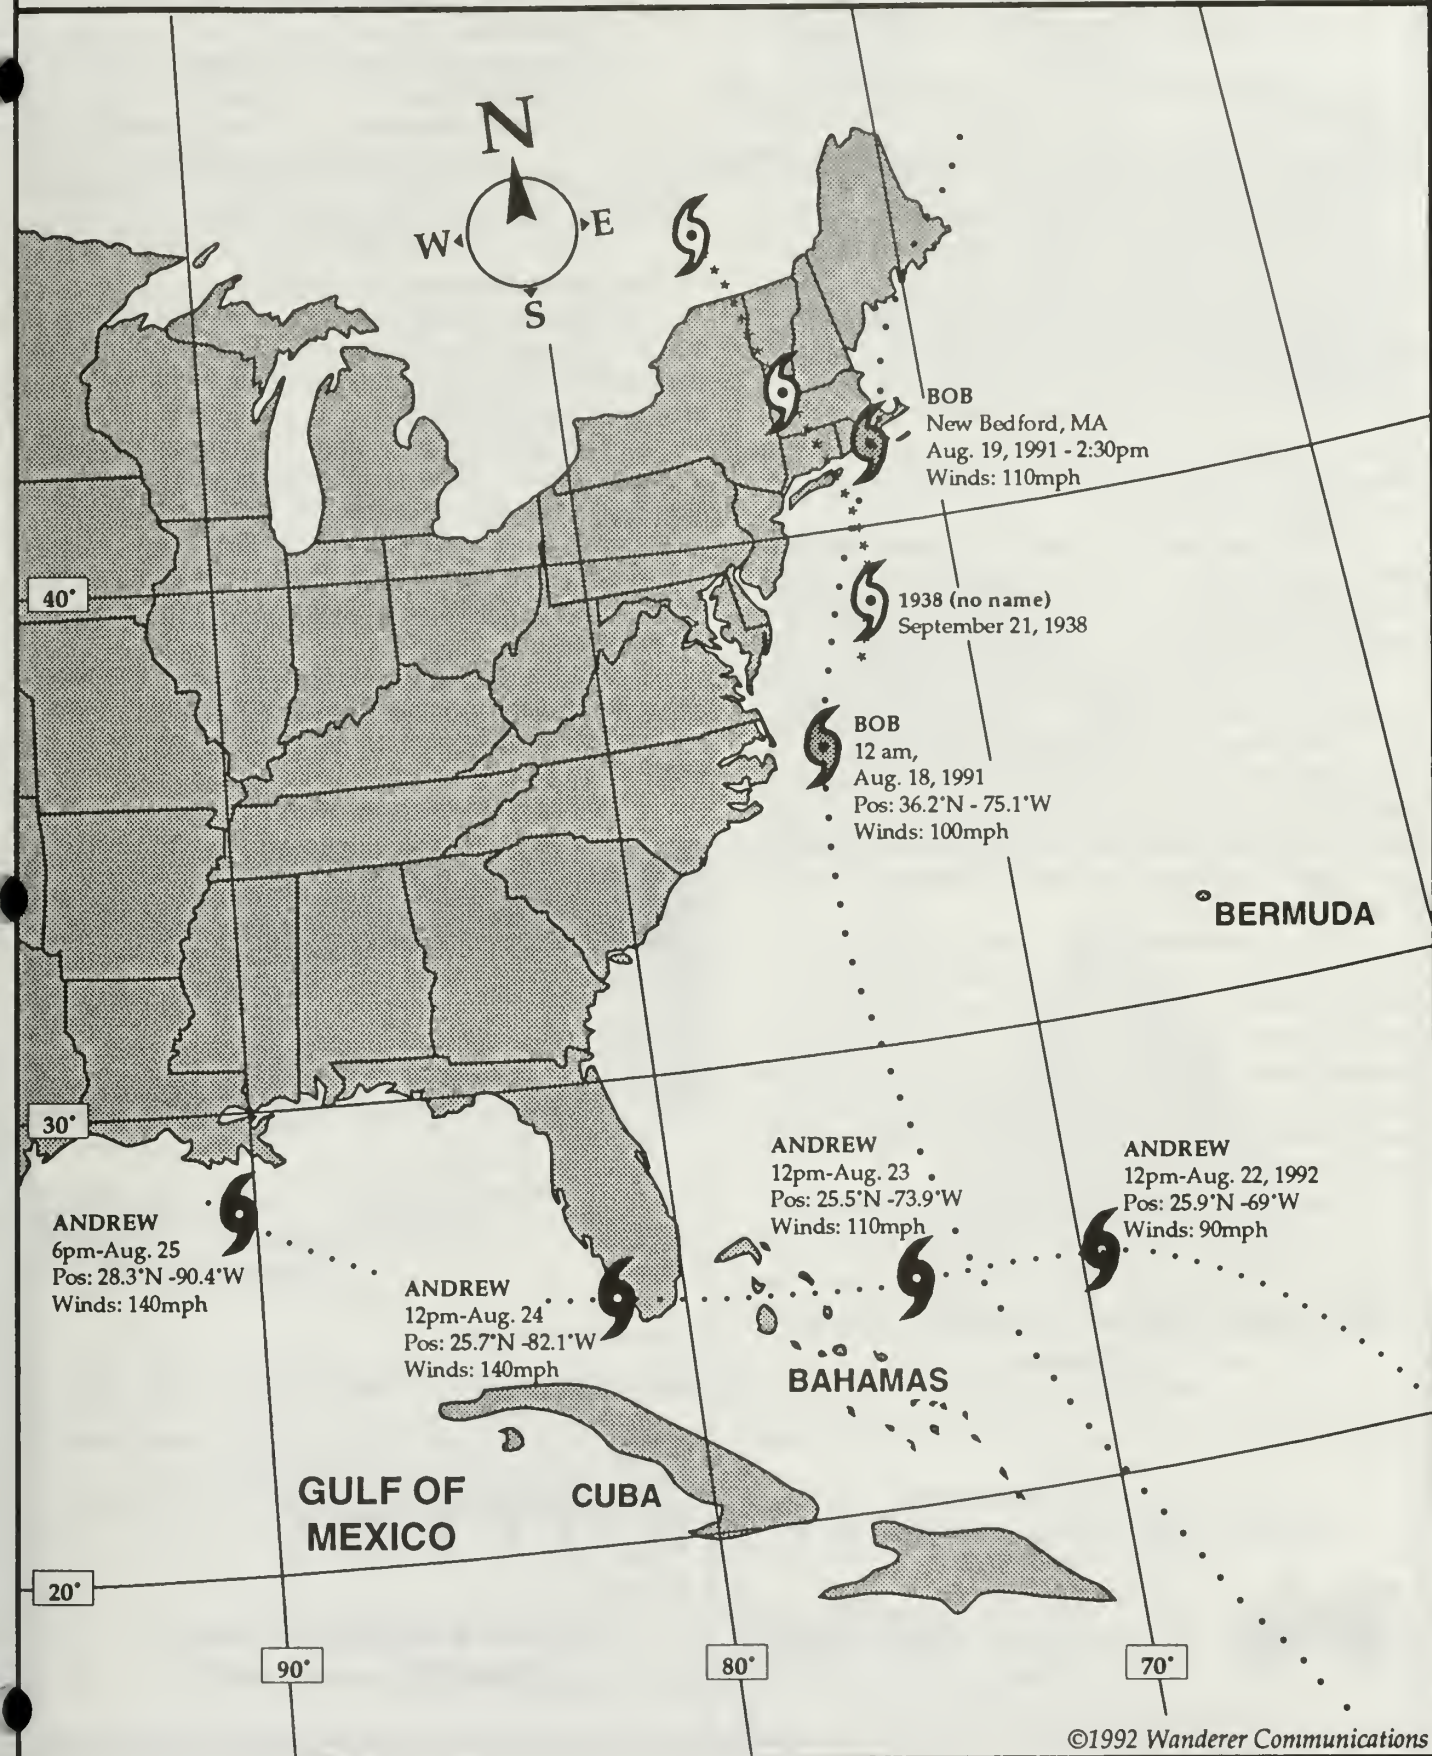 N
W
E
S
BOB
New Bedford, MA
Aug. 19, 1991 - 2:30pm
Winds: 110mph
40°
1938 (no name)
September 21, 1938
BOB
12 am,
Aug. 18, 1991
Pos: 36.2°N - 75.1°W
Winds: 100mph
BERMUDA
30°
ANDREW
12pm-Aug. 23
Pos: 25.5°N -73.9°W
Winds: 110mph
ANDREW
12pm-Aug. 22, 1992
Pos: 25.9°N -69°W
Winds: 90mph
ANDREW
6pm-Aug. 25
Pos: 28.3°N -90.4°W
Winds: 140mph
ANDREW
12pm-Aug. 24
Pos: 25.7°N -82.1°W
Winds: 140mph
BAHAMAS
GULF OF
MEXICO
CUBA
20°
90°
80°
70°
©1992 Wanderer Communications